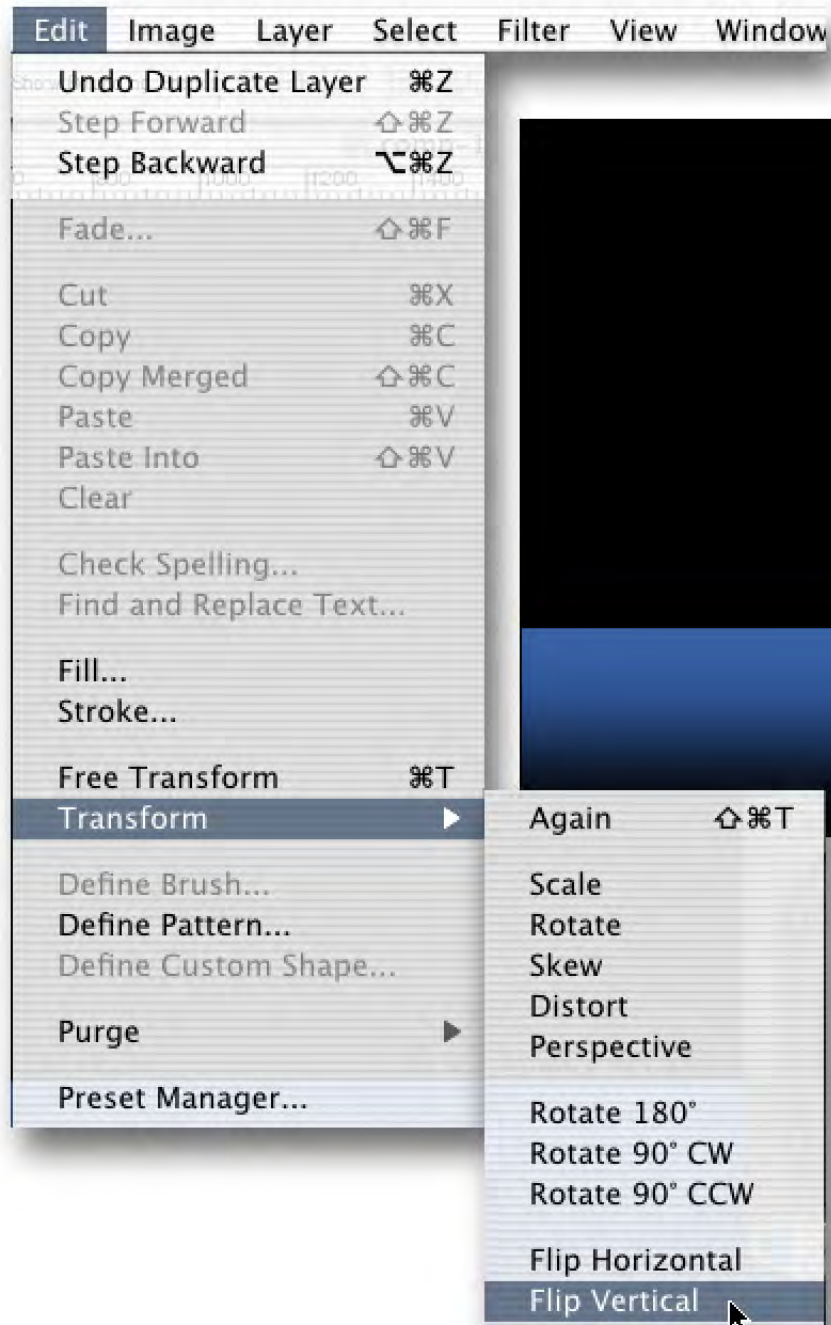 Edit Image Layer Select Filter View Window
Undo Duplicate Layer ⌘Z
Step Forward ⇧⌘Z
Step Backward ⌥⌘Z
1200 1400
Fade... ⇧⌘F
Cut ⌘X
Copy ⌘C
Copy Merged ⇧⌘C
Paste ⌘V
Paste Into ⇧⌘V
Clear
Check Spelling...
Find and Replace Text...
Fill...
Stroke...
Free Transform ⌘T
Transform ▶
Define Brush...
Define Pattern...
Define Custom Shape...
Purge ▶
Preset Manager...
Again ⇧⌘T
Scale
Rotate
Skew
Distort
Perspective
Rotate 180°
Rotate 90° CW
Rotate 90° CCW
Flip Horizontal
Flip Vertical